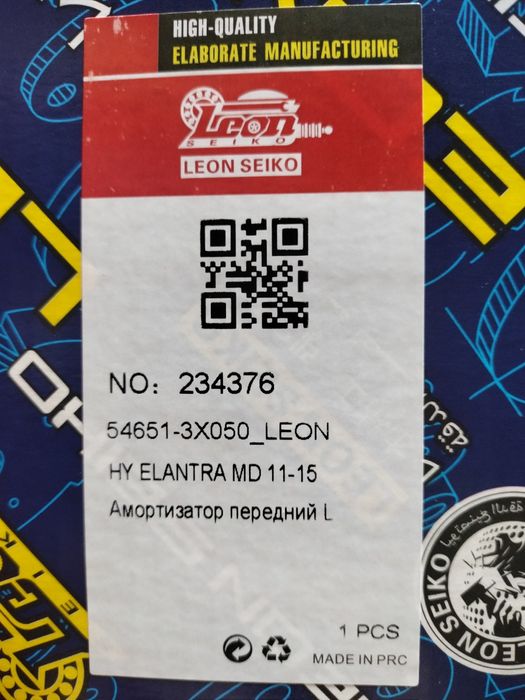 HIGH-QUALITY
ELABORATE MANUFACTURING
Leon
SEIKO
LEON SEIKO
NO: 234376
54651-3X050_LEON
HY ELANTRA MD 11-15
Амортизатор передний L
1 PCS
MADE IN PRC
LEON SEIKO